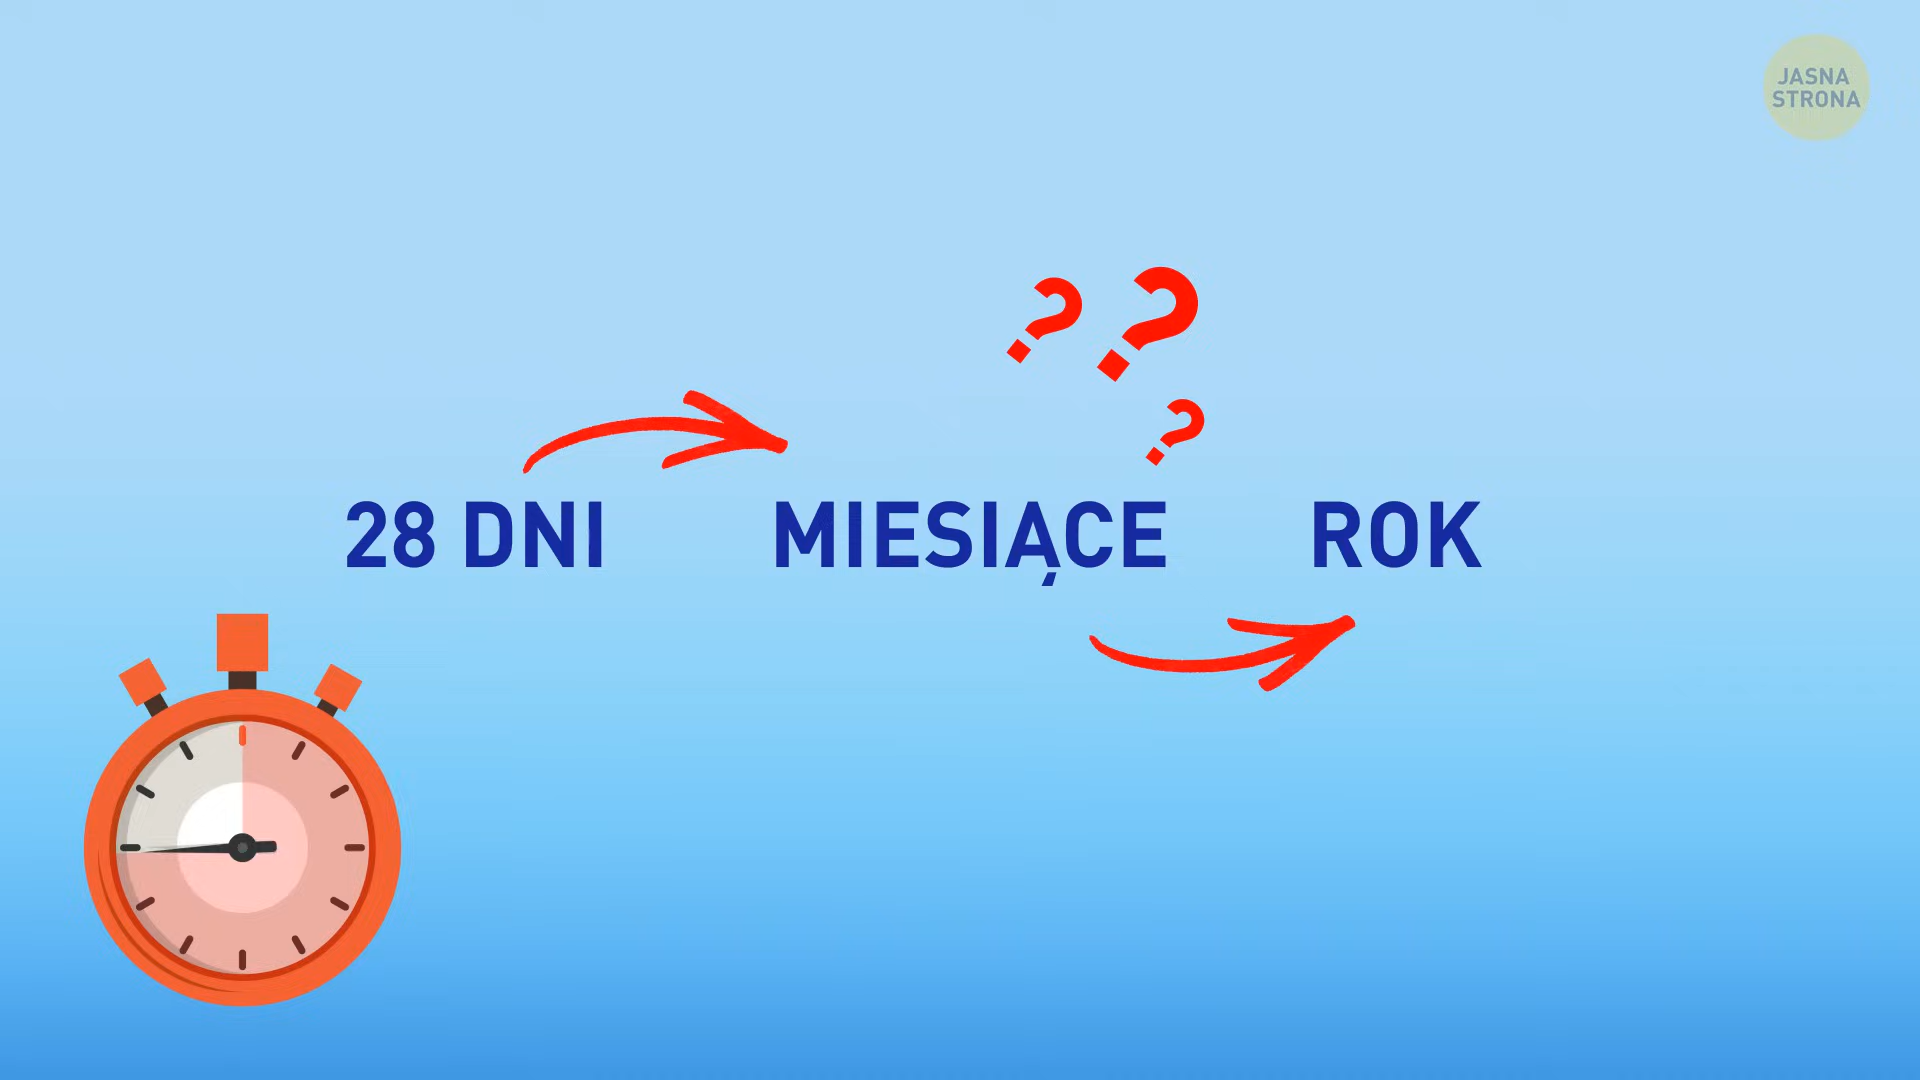 JASNA
STRONA
? ?
?
28 DNI MIESIĄCE ROK